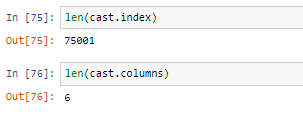 In [75]: len(cast.index)
Out[75]: 75001
In [76]: len(cast.columns)
Out[76]: 6